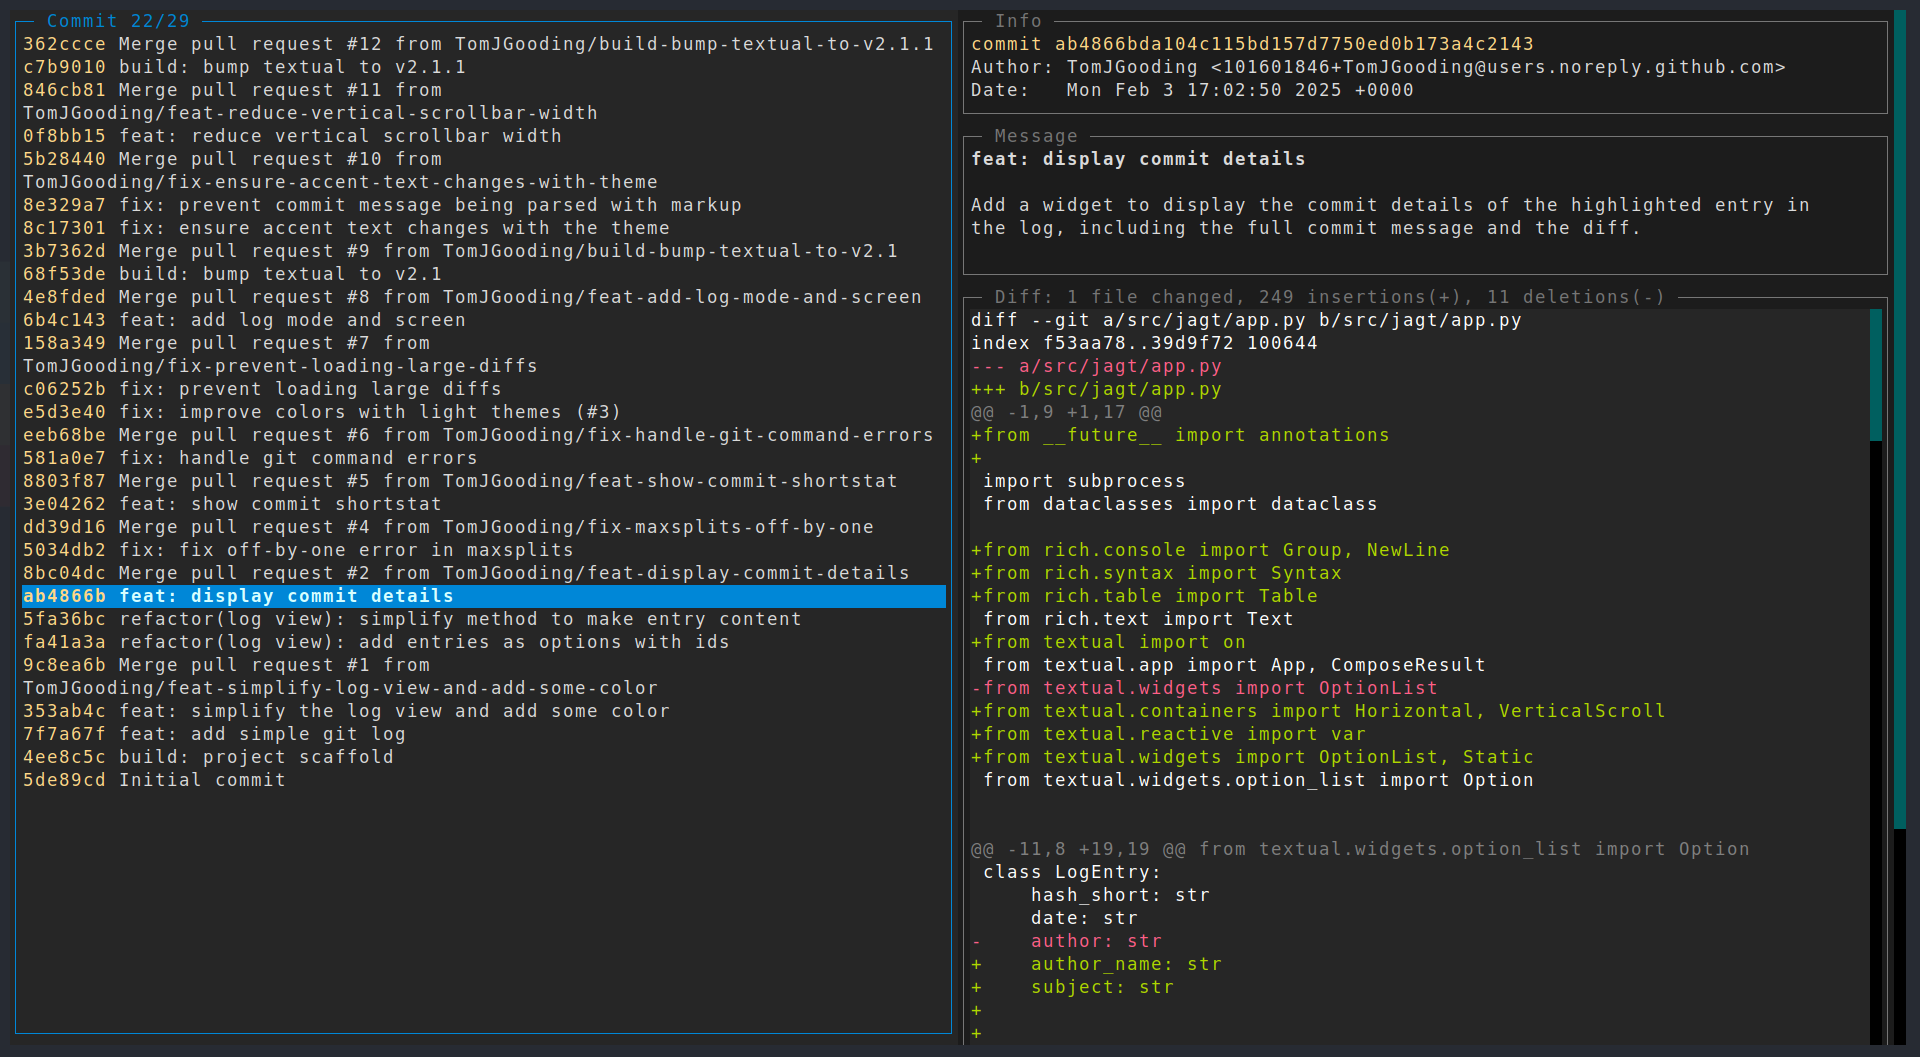 Commit 22/29
362ccce Merge pull request #12 from TomJGooding/build-bump-textual-to-v2.1.1
c7b9010 build: bump textual to v2.1.1
846cb81 Merge pull request #11 from
TomJGooding/feat-reduce-vertical-scrollbar-width
0f8bb15 feat: reduce vertical scrollbar width
5b28440 Merge pull request #10 from
TomJGooding/fix-ensure-accent-text-changes-with-theme
8e329a7 fix: prevent commit message being parsed with markup
8c17301 fix: ensure accent text changes with the theme
3b7362d Merge pull request #9 from TomJGooding/build-bump-textual-to-v2.1
68f53de build: bump textual to v2.1
4e8fded Merge pull request #8 from TomJGooding/feat-add-log-mode-and-screen
6b4c143 feat: add log mode and screen
158a349 Merge pull request #7 from
TomJGooding/fix-prevent-loading-large-diffs
c06252b fix: prevent loading large diffs
e5d3e40 fix: improve colors with light themes (#3)
eeb68be Merge pull request #6 from TomJGooding/fix-handle-git-command-errors
581a0e7 fix: handle git command errors
8803f87 Merge pull request #5 from TomJGooding/feat-show-commit-shortstat
3e04262 feat: show commit shortstat
dd39d16 Merge pull request #4 from TomJGooding/fix-maxsplits-off-by-one
5034db2 fix: fix off-by-one error in maxsplits
8bc04dc Merge pull request #2 from TomJGooding/feat-display-commit-details
ab4866b feat: display commit details
5fa36bc refactor(log view): simplify method to make entry content
fa41a3a refactor(log view): add entries as options with ids
9c8ea6b Merge pull request #1 from
TomJGooding/feat-simplify-log-view-and-add-some-color
353ab4c feat: simplify the log view and add some color
7f7a67f feat: add simple git log
4ee8c5c build: project scaffold
5de89cd Initial commit
Info
commit ab4866bda104c115bd157d7750ed0b173a4c2143
Author: TomJGooding <101601846+TomJGooding@users.noreply.github.com>
Date:   Mon Feb 3 17:02:50 2025 +0000
Message
feat: display commit details
Add a widget to display the commit details of the highlighted entry in
the log, including the full commit message and the diff.
Diff: 1 file changed, 249 insertions(+), 11 deletions(-)
diff --git a/src/jagt/app.py b/src/jagt/app.py
index f53aa78..39d9f72 100644
--- a/src/jagt/app.py
+++ b/src/jagt/app.py
@@ -1,9 +1,17 @@
+from __future__ import annotations
+
 import subprocess
 from dataclasses import dataclass
+from rich.console import Group, NewLine
+from rich.syntax import Syntax
+from rich.table import Table
 from rich.text import Text
+from textual import on
 from textual.app import App, ComposeResult
-from textual.widgets import OptionList
+from textual.containers import Horizontal, VerticalScroll
+from textual.reactive import var
+from textual.widgets import OptionList, Static
 from textual.widgets.option_list import Option
@@ -11,8 +19,19 @@ from textual.widgets.option_list import Option
 class LogEntry:
     hash_short: str
     date: str
-    author: str
+    author_name: str
+    subject: str
+
+